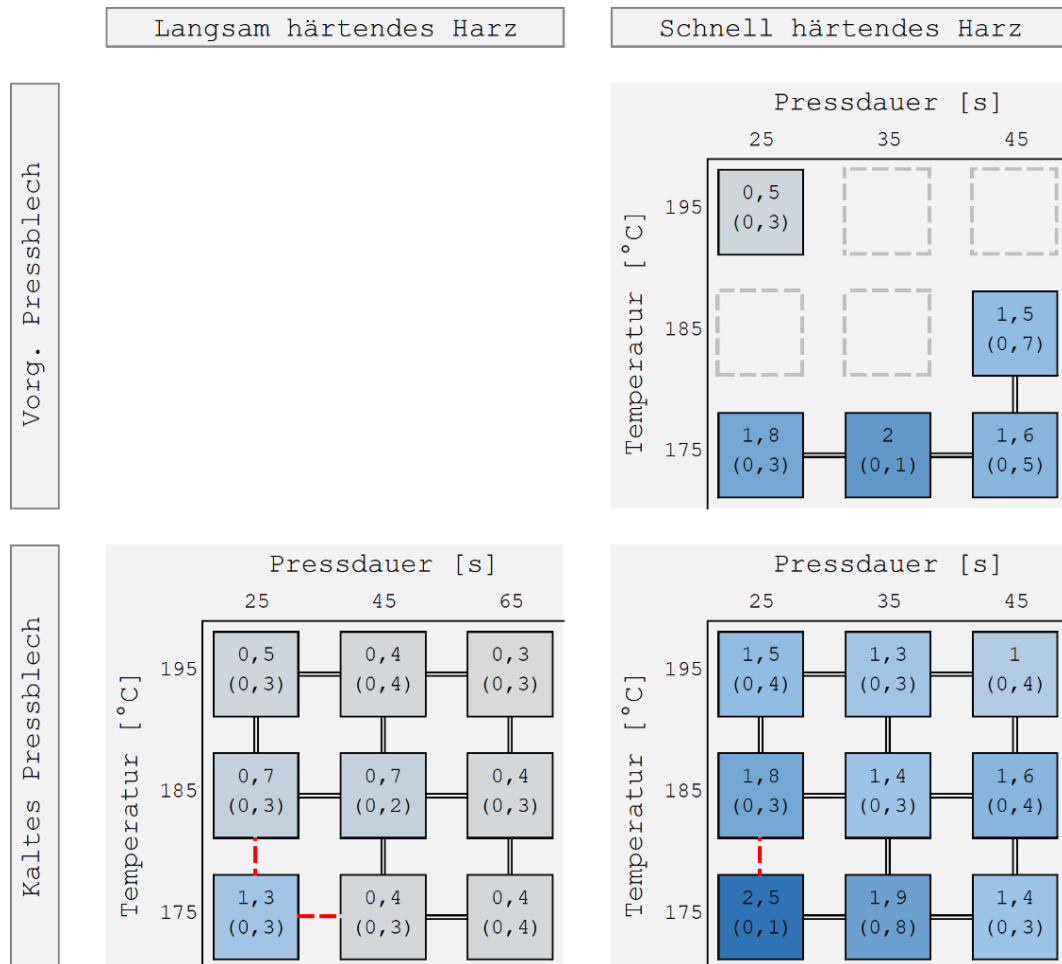 Langsam härtendes Harz
Schnell härtendes Harz
Vorg. Pressblech
Pressdauer [s]
25 35 45
Temperatur [°C]
195
0,5
(0,3)
185
1,5
(0,7)
175
1,8 2 1,6
(0,3) (0,1) (0,5)
Kaltes Pressblech
Pressdauer [s]
25 45 65
Temperatur [°C]
195
0,5 0,4 0,3
(0,3) (0,4) (0,3)
185
0,7 0,7 0,4
(0,3) (0,2) (0,3)
175
1,3 0,4 0,4
(0,3) (0,3) (0,4)
Pressdauer [s]
25 35 45
Temperatur [°C]
195
1,5 1,3 1
(0,4) (0,3) (0,4)
185
1,8 1,4 1,6
(0,3) (0,3) (0,4)
175
2,5 1,9 1,4
(0,1) (0,8) (0,3)